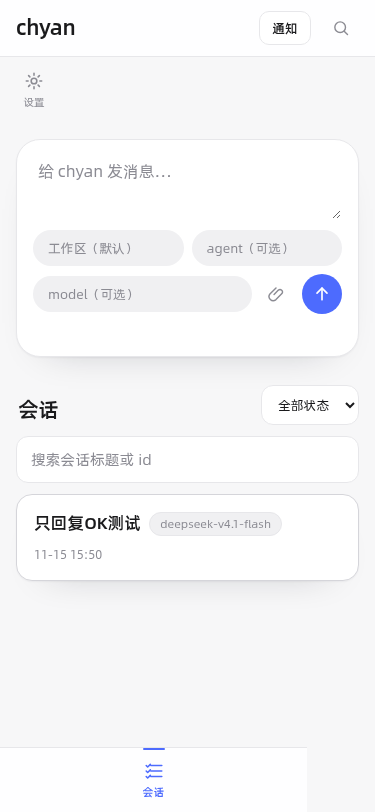 chyan
通知
设置
给 chyan 发消息...
工作区（默认）
agent（可选）
model（可选）
会话
全部状态
搜索会话标题或 id
只回复OK测试
deepseek-v4.1-flash
11-15 15:50
会话